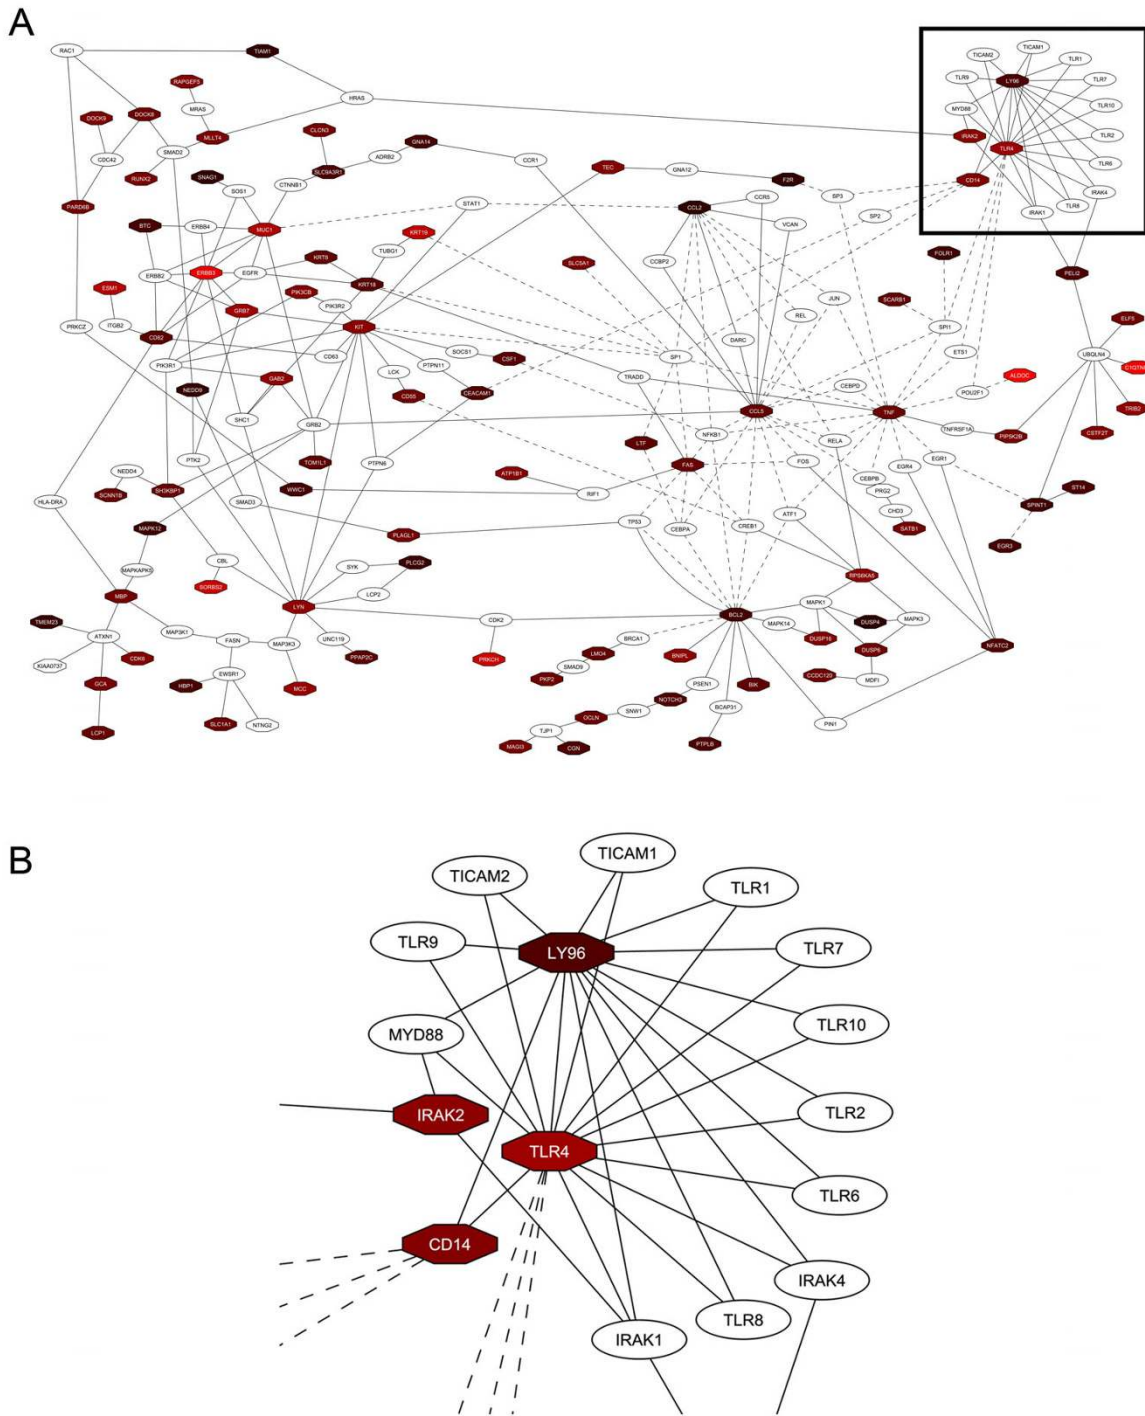 A
RAC1
TIAM1
TICAM1
TICAM2
TLR1
RAPGEF5
TLR9
LY96
TLR7
HRAS
MRAS
MYD88
TLR10
DOCK9
DOCK8
CLCN3
GNA14
IRAK2
TLR2
MLLT4
TLR4
SMAD2
ADRB2
CCR1
TLR6
CDC42
SLC9A3R1
TEC
GNA12
F2R
CD14
IRAK4
RUNX2
SNAG1
SOS1
CTNNB1
SP3
TLR8
PARD6B
STAT1
CCL2
CCR5
SP2
IRAK1
BTC
ERBB4
MUC1
KRT19
VCAN
TUBG1
FOLR1
ERBB2
ERBB3
EGFR
KRT8
SLC5A1
CCBP2
PELI2
ESM1
KRT18
PIK3CB
GRB7
PIK3R2
JUN
SCARB1
REL
ELF5
ITGB2
KIT
SPI1
PRKCZ
CD82
CD63
SOCS1
CSF1
SP1
DARC
ETS1
UBQLN4
PIK3R1
PTPN11
LCK
TRADD
CEBPD
ALDOC
GAB2
CEACAM1
POU2F1
NEDD9
CD55
CCL5
TNF
TRIB2
SHC1
GRB2
TNFRSF1A
CSTF2T
NFKB1
PIP5K2B
RELA
LTF
PTK2
TOM1L1
PTPN6
FAS
FOS
EGR1
NEDD4
ATP1B1
EGR4
CEBPB
SCNN1B
SH3KBP1
WWC1
RIF1
PRG2
ST14
HLA-DRA
SMAD3
SPINT1
CHD3
ATF1
MAPK12
PLAGL1
TP53
CEBPA
CREB1
SATB1
EGR3
CBL
SYK
PLCG2
MAPKAPK5
RPS6KA5
SORBS2
LCP2
MBP
LYN
MAPK1
TMEM23
CDK2
BCL2
DUSP4
MAPK3
ATXN1
MAP3K1
FASN
MAP3K3
UNC119
MAPK14
DUSP16
BRCA1
NFATC2
KIAA0737
CDK6
PPAP2C
PRKCH
LMO4
BNIPL
DUSP6
SMAD9
EWSR1
PKP2
CCDC120
MDFI
GCA
HBP1
MCC
PSEN1
BIK
NOTCH3
SLC1A1
NTNG2
SNW1
BCAP31
OCLN
PIN1
LCP1
TJP1
MAGI3
CGN
PTPLB
B
TICAM1
TICAM2
TLR1
TLR9
LY96
TLR7
MYD88
TLR10
IRAK2
TLR2
TLR4
TLR6
CD14
IRAK4
TLR8
IRAK1